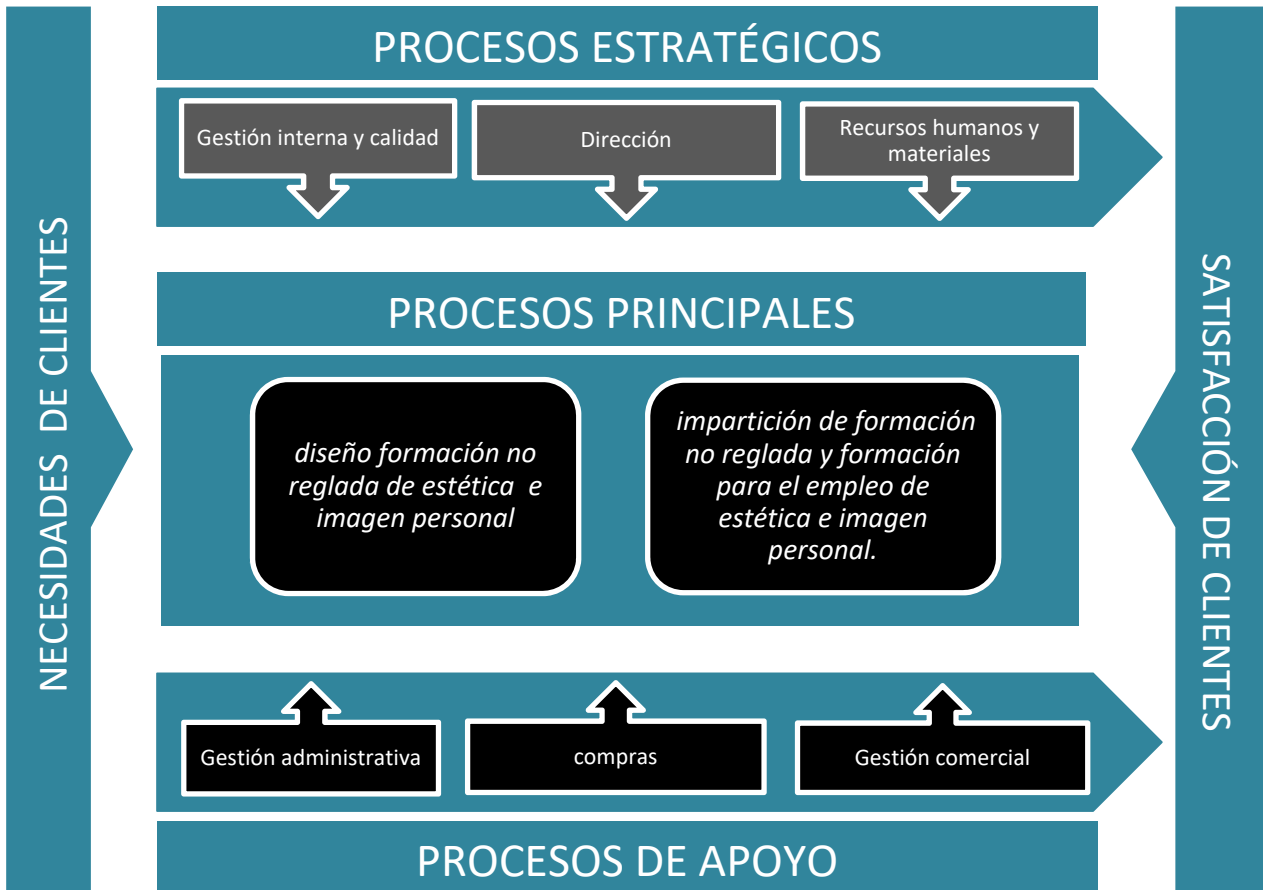 PROCESOS ESTRATÉGICOS
Gestión interna y calidad
Dirección
Recursos humanos y
materiales
NECESIDADES DE CLIENTES
PROCESOS PRINCIPALES
diseño formación no
reglada de estética e
imagen personal
impartición de formación
no reglada y formación
para el empleo de
estética e imagen
personal.
SATISFACCIÓN DE CLIENTES
Gestión administrativa
compras
Gestión comercial
PROCESOS DE APOYO